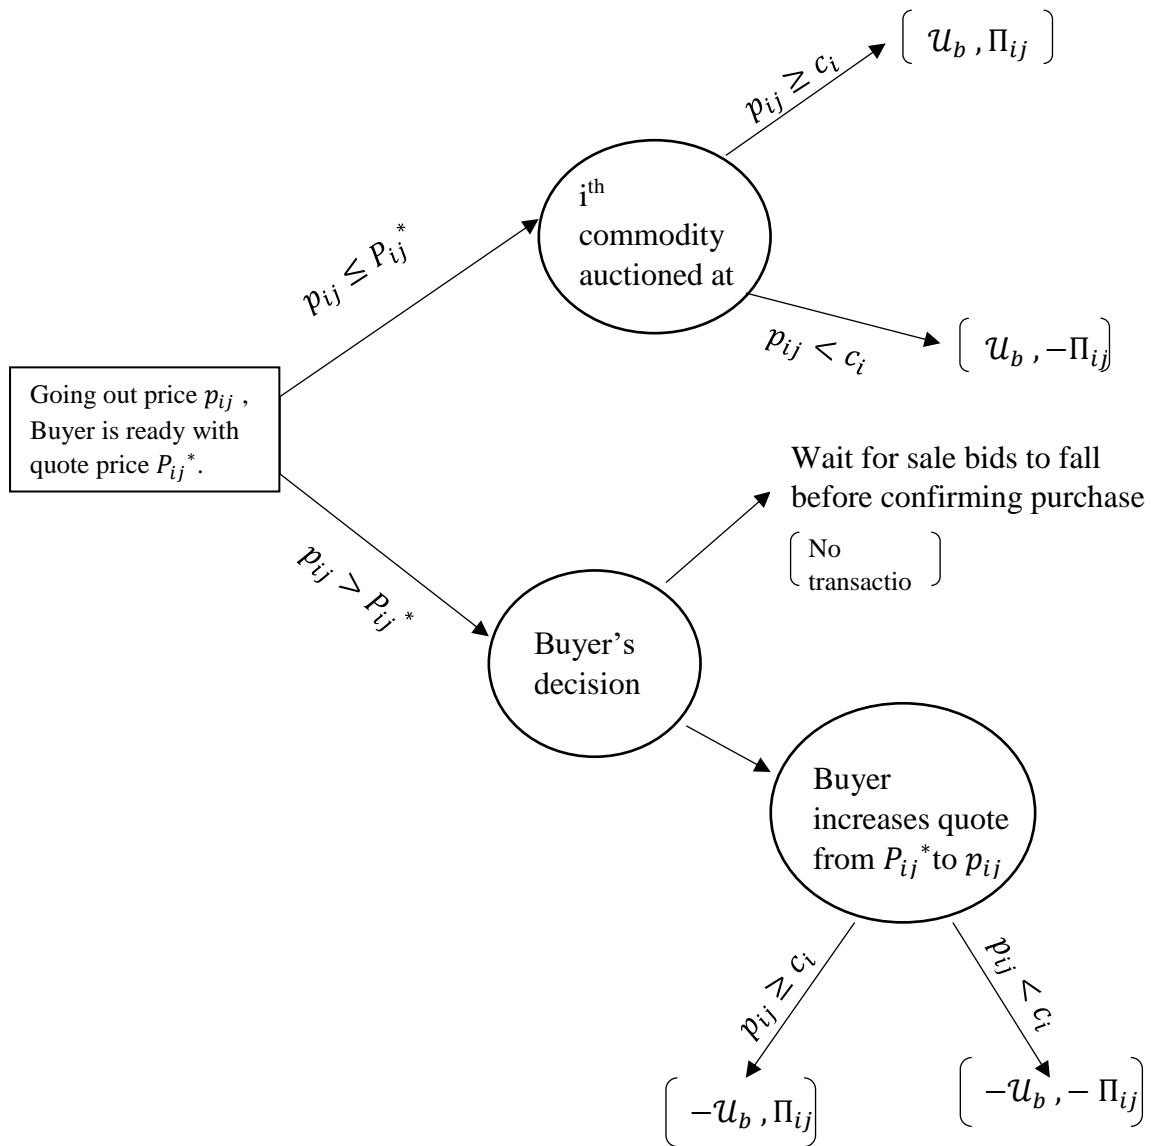 [ 𝒰_b , Π_ij ]
p_ij ≥ c_i
i^th
commodity
auctioned at
p_ij ≤ P_ij^*
p_ij < c_i
[ 𝒰_b , −Π_ij ]
Going out price p_ij ,
Buyer is ready with
quote price P_ij^*.
Wait for sale bids to fall
before confirming purchase
[ No
transactio ]
p_ij > P_ij^*
Buyer’s
decision
Buyer
increases quote
from P_ij^* to p_ij
p_ij ≥ c_i
p_ij < c_i
[ −𝒰_b , Π_ij ]
[ −𝒰_b , − Π_ij ]